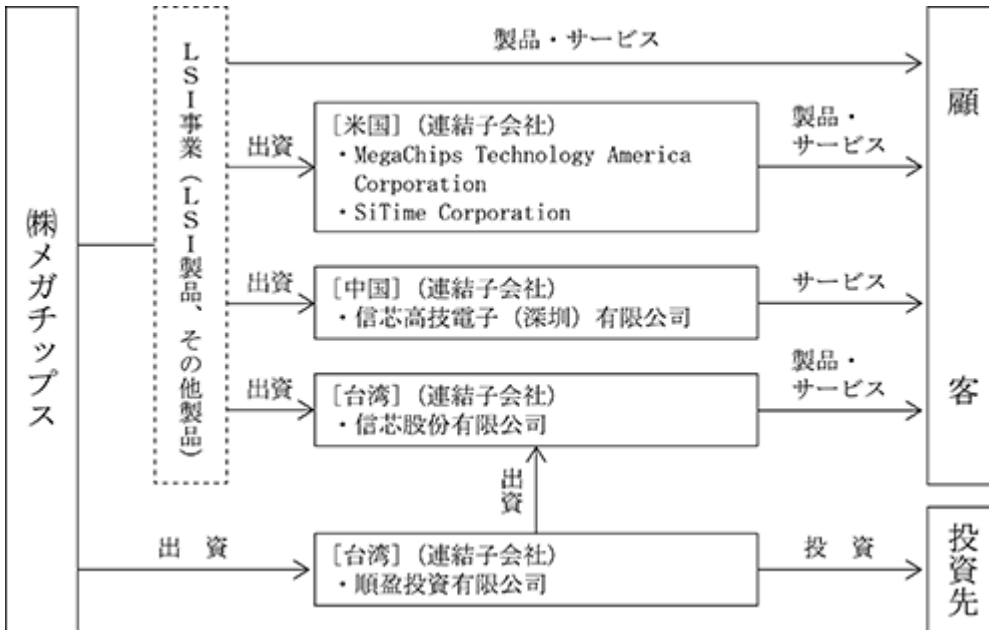 ㈱メガチップス
LSI事業(LSI製品、その他製品)
製品・サービス
出資
[米国](連結子会社)
・MegaChips Technology America
Corporation
・SiTime Corporation
製品・
サービス
出資
[中国](連結子会社)
・信芯高技電子(深圳)有限公司
サービス
出資
[台湾](連結子会社)
・信芯股份有限公司
製品・
サービス
出資
出　資
[台湾](連結子会社)
・順盈投資有限公司
投　資
顧　客
投資先